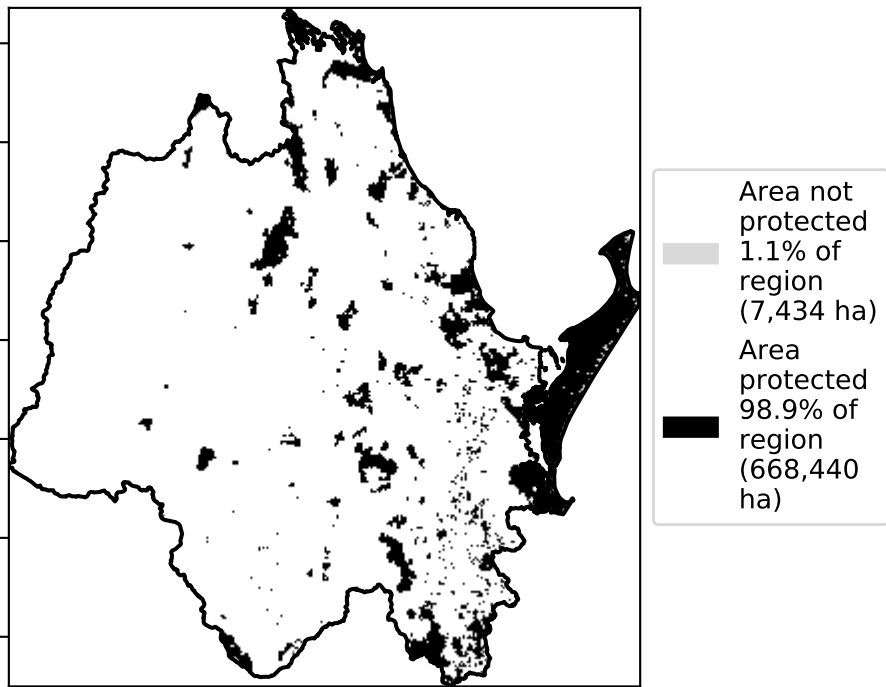 Area not
protected
1.1% of
region
(7,434 ha)
Area
protected
98.9% of
region
(668,440
ha)